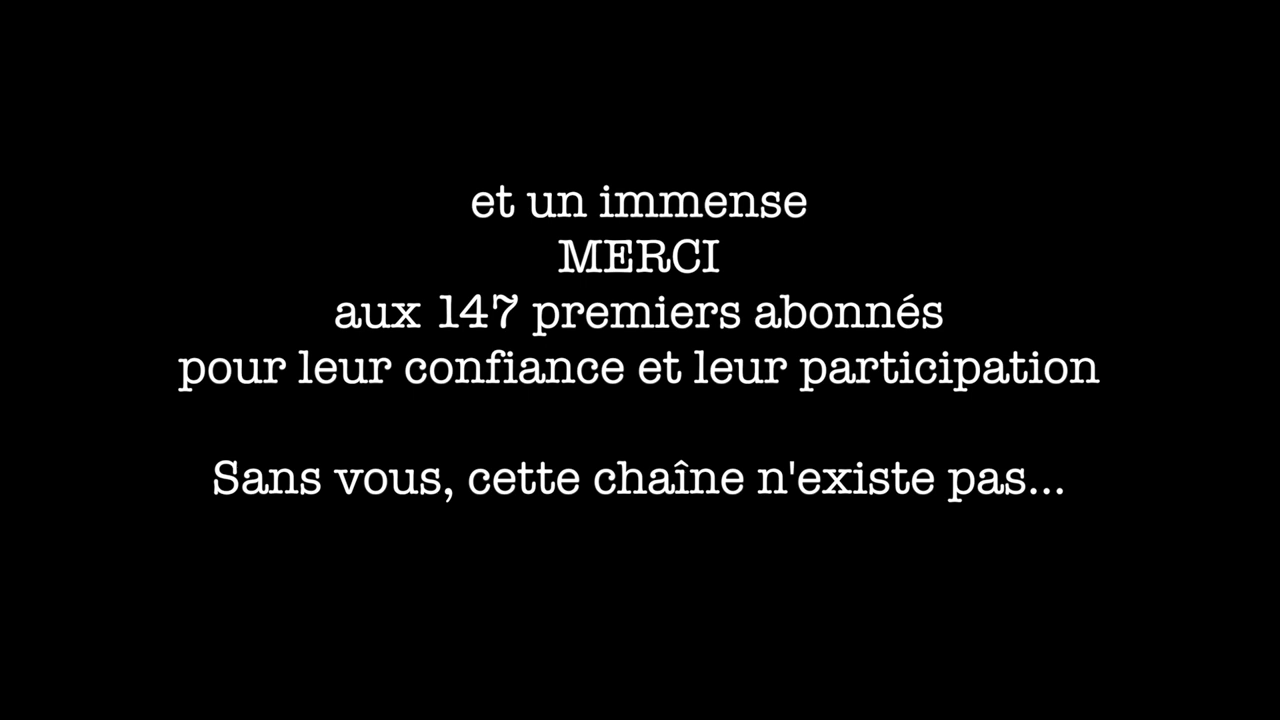 et un immense
MERCI
aux 147 premiers abonnés
pour leur confiance et leur participation
Sans vous, cette chaîne n'existe pas...